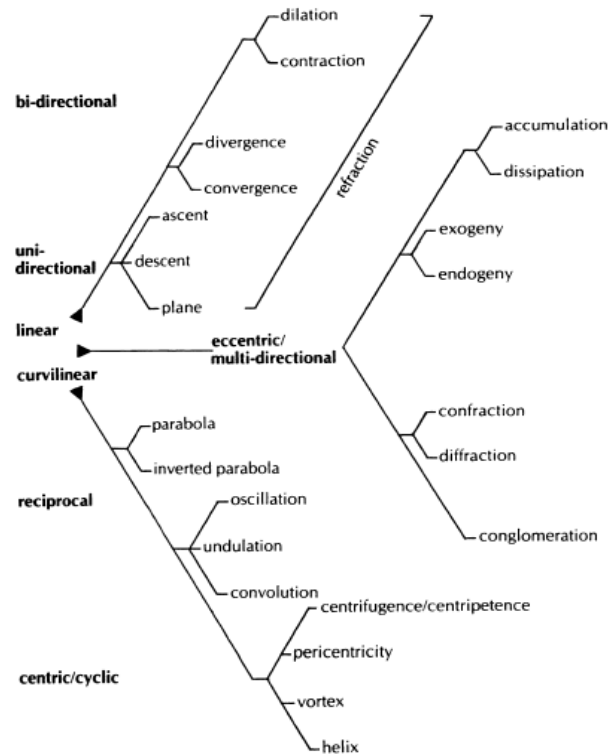 dilation
contraction
bi-directional
divergence
convergence
refraction
accumulation
dissipation
ascent
uni-
directional
descent
plane
exogeny
endogeny
linear
eccentric/
multi-directional
curvilinear
parabola
inverted parabola
confraction
diffraction
reciprocal
oscillation
undulation
convolution
conglomeration
centrifugence/centripetence
pericentricity
centric/cyclic
vortex
helix